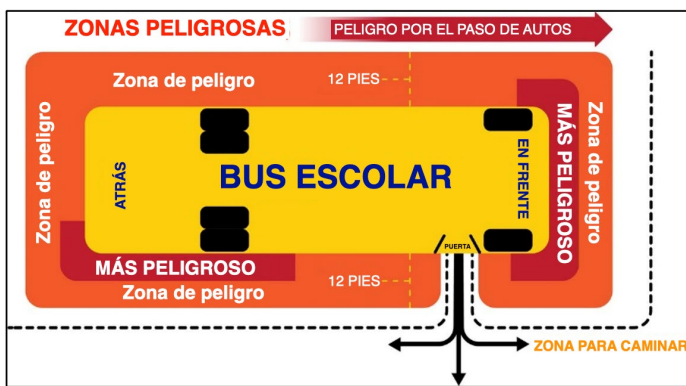 ZONAS PELIGROSAS
PELIGRO POR EL PASO DE AUTOS
Zona de peligro
12 PIES
Zona de peligro
ATRÁS
BUS ESCOLAR
EN FRENTE
MÁS PELIGROSO
Zona de peligro
PUERTA
MÁS PELIGROSO
12 PIES
Zona de peligro
ZONA PARA CAMINAR